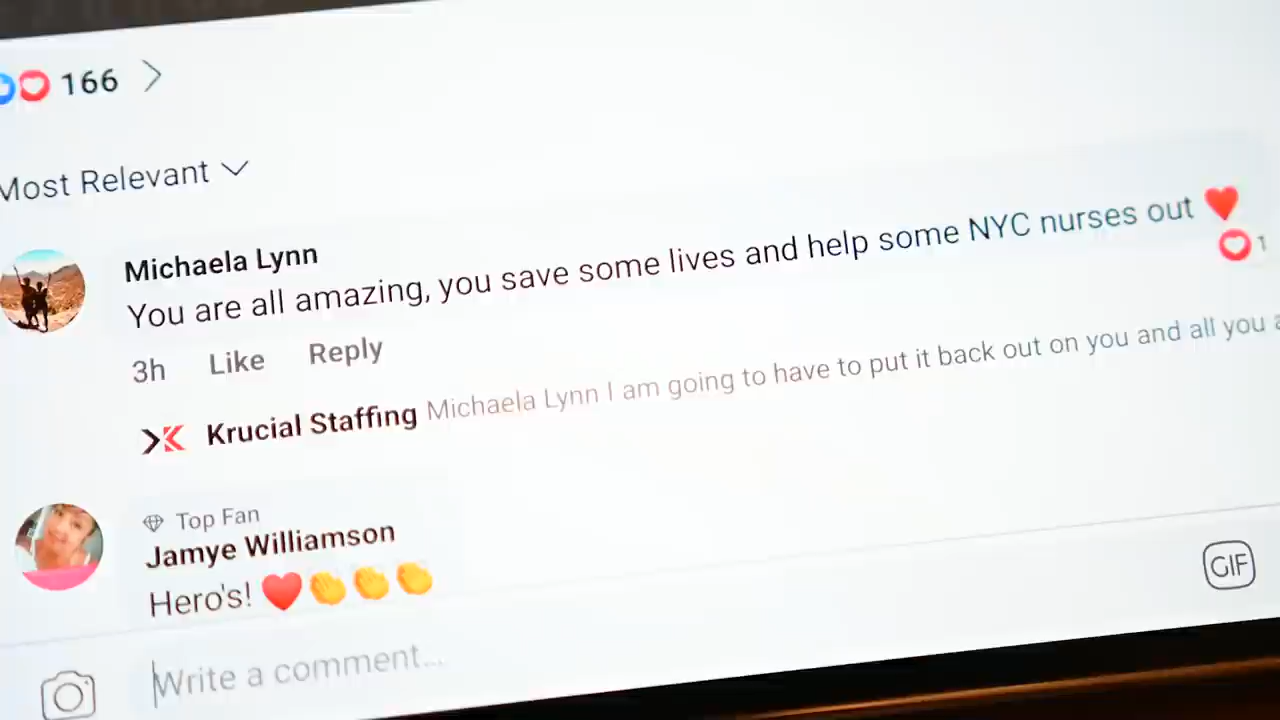 166
Most Relevant
Michaela Lynn
You are all amazing, you save some lives and help some NYC nurses out
1
3h Like Reply
Krucial Staffing Michaela Lynn I am going to have to put it back out on you and all you
Top Fan
Jamye Williamson
Hero's!
GIF
Write a comment...